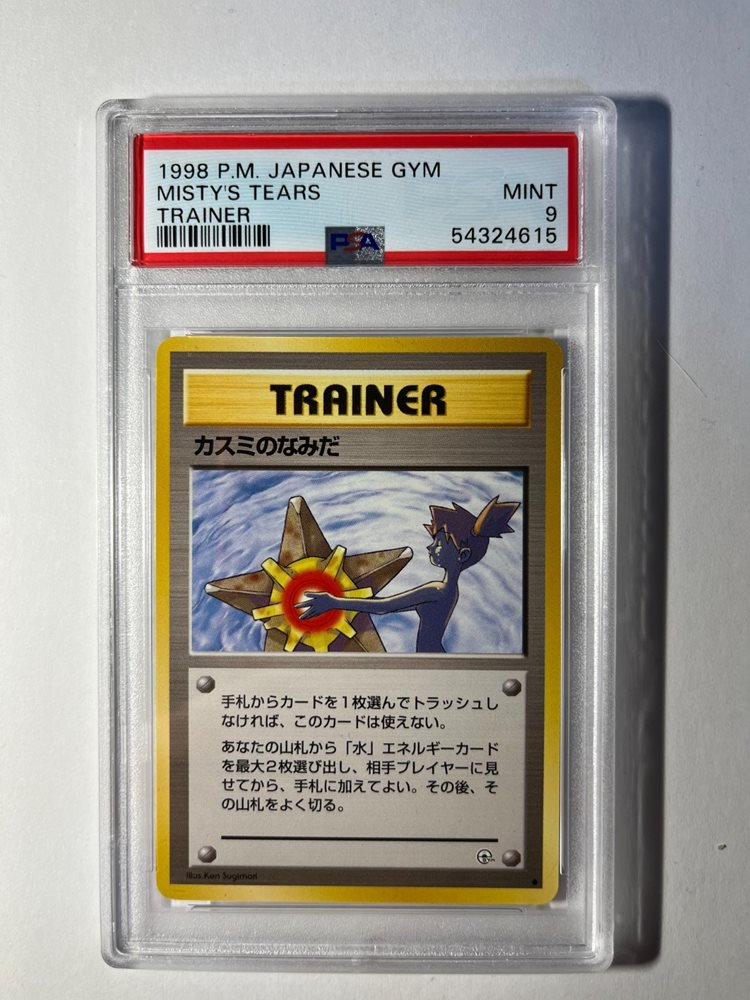 1998 P.M. JAPANESE GYM
MISTY'S TEARS MINT
TRAINER 9
PSA 54324615
TRAINER
カスミのなみだ
手札からカードを1枚選んでトラッシュし
なければ、このカードは使えない。
あなたの山札から「水」エネルギーカード
を最大2枚選び出し、相手プレイヤーに見
せてから、手札に加えてよい。その後、そ
の山札をよく切る。
Illus.Ken Sugimori